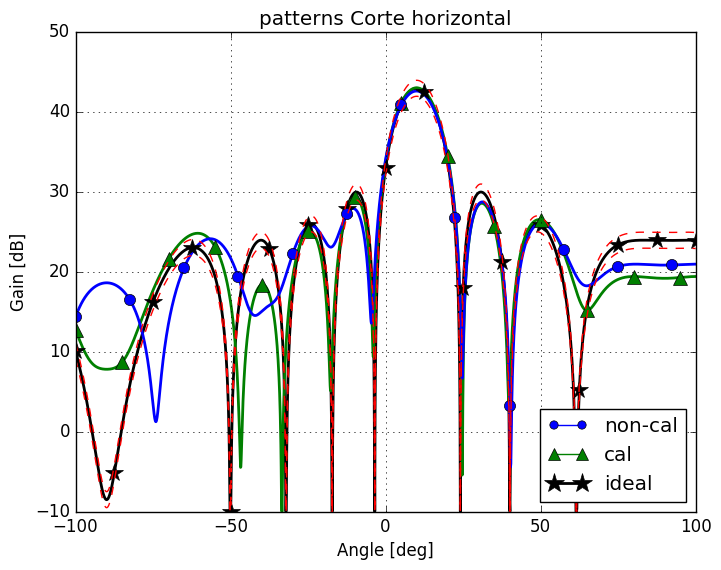 patterns Corte horizontal
50
40
30
20
10
0
−10
Gain [dB]
−100
−50
0
50
100
Angle [deg]
non-cal
cal
ideal